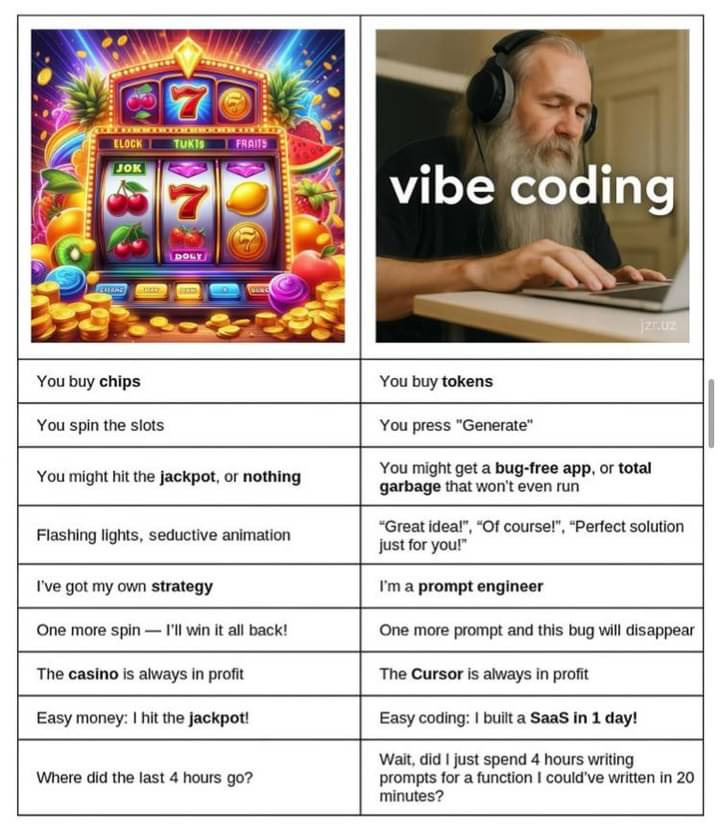 ELOCK TUKIS FRAITS
JOK
DOLY
vibe coding
jzr.uz
You buy chips
You buy tokens
You spin the slots
You press "Generate"
You might hit the jackpot, or nothing
You might get a bug-free app, or total
garbage that won't even run
Flashing lights, seductive animation
“Great idea!”, “Of course!”, “Perfect solution
just for you!”
I’ve got my own strategy
I’m a prompt engineer
One more spin — I’ll win it all back!
One more prompt and this bug will disappear
The casino is always in profit
The Cursor is always in profit
Easy money: I hit the jackpot!
Easy coding: I built a SaaS in 1 day!
Where did the last 4 hours go?
Wait, did I just spend 4 hours writing
prompts for a function I could’ve written in 20
minutes?